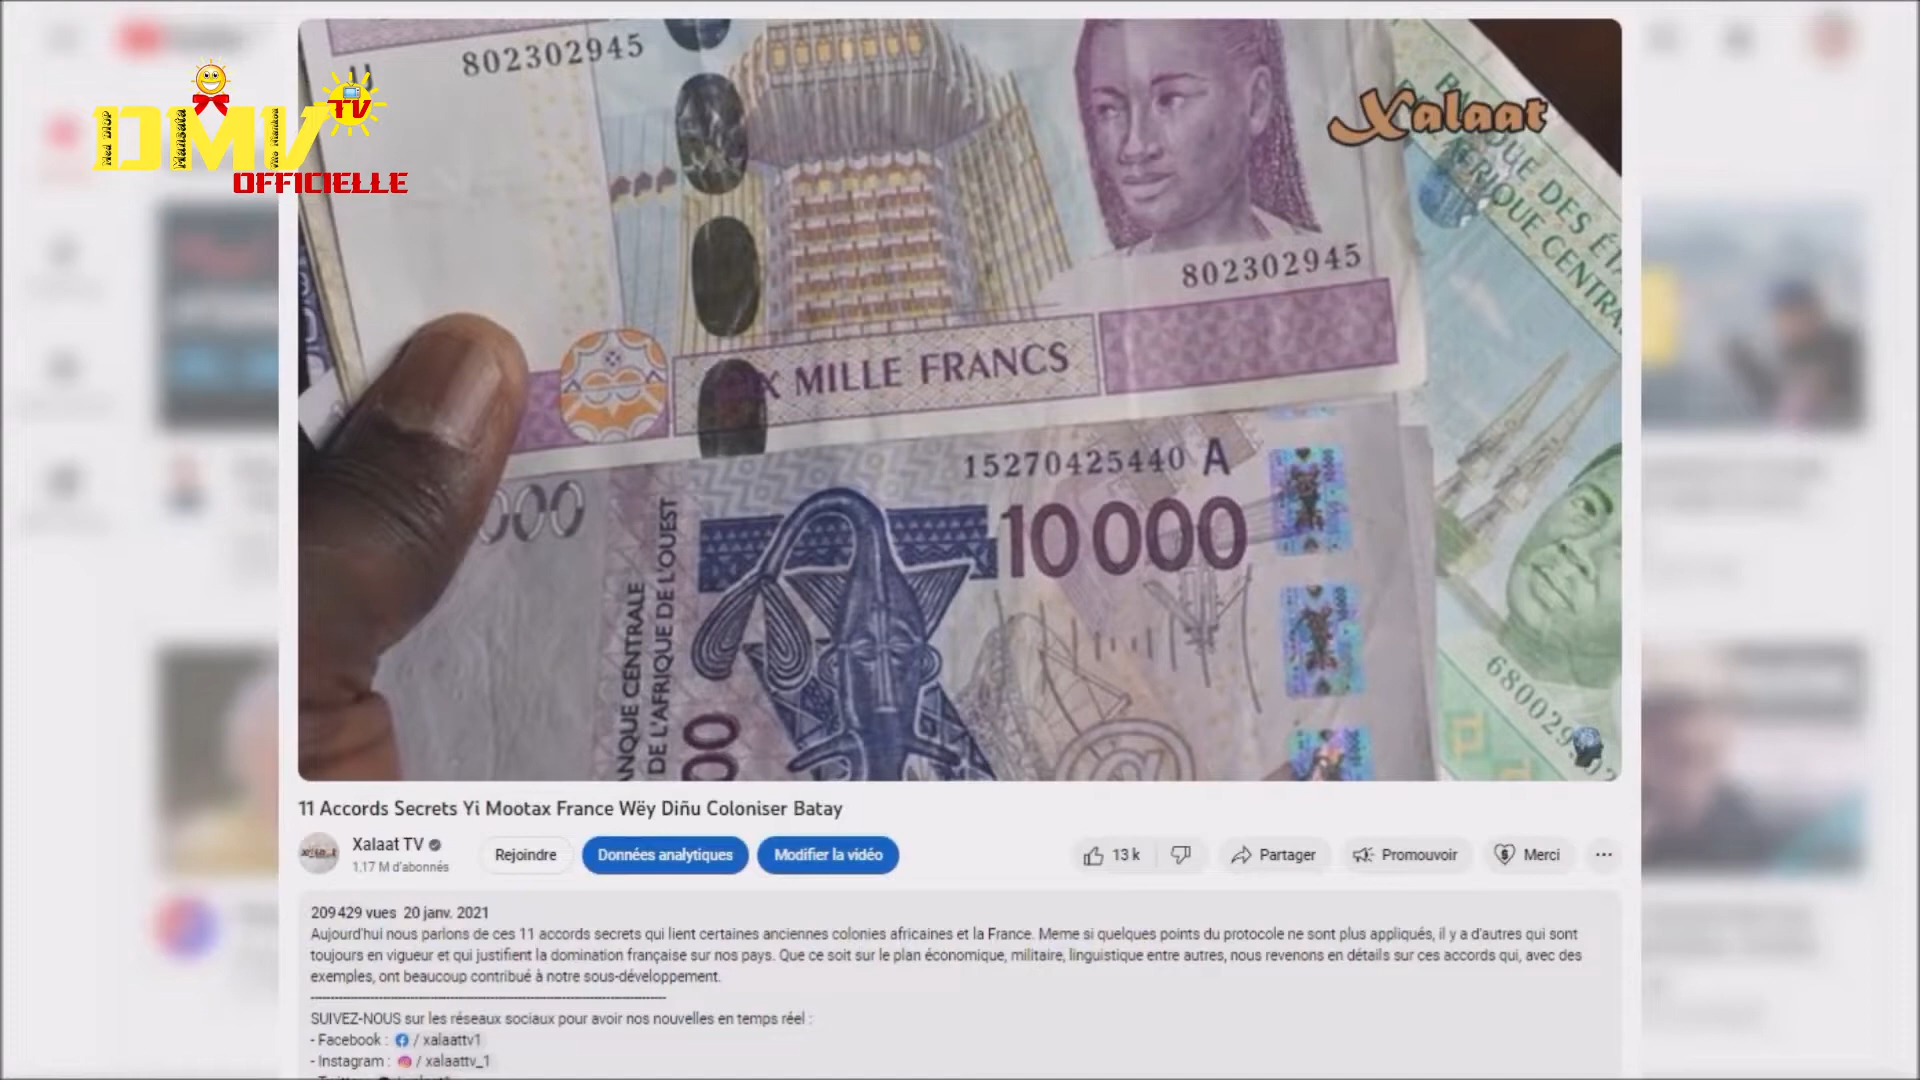 DMV
TV
OFFICIELLE
802302945
Xalaat
802302945
MILLE FRANCS
15270425440 A
10 000
000
BANQUE DES ÉTA
AFRIQUE CENTRA
ANQUE CENTRALE
DE L'AFRIQUE DE L'OUEST
00
11 Accords Secrets Yi Mootax France Wëy Diñu Coloniser Batay
Xalaat TV
1,17 M d'abonnés
Rejoindre
Données analytiques
Modifier la vidéo
13 k
Partager
Promouvoir
Merci
209 429 vues 20 janv. 2021
Aujourd'hui nous parlons de ces 11 accords secrets qui lient certaines anciennes colonies africaines et la France. Meme si quelques points du protocole ne sont plus appliqués, il y a d'autres qui sont
toujours en vigueur et qui justifient la domination française sur nos pays. Que ce soit sur le plan économique, militaire, linguistique entre autres, nous revenons en détails sur ces accords qui, avec des
exemples, ont beaucoup contribué à notre sous-développement.
SUIVEZ-NOUS sur les réseaux sociaux pour avoir nos nouvelles en temps réel :
- Facebook : / xalaattv1
- Instagram : / xalaattv_1